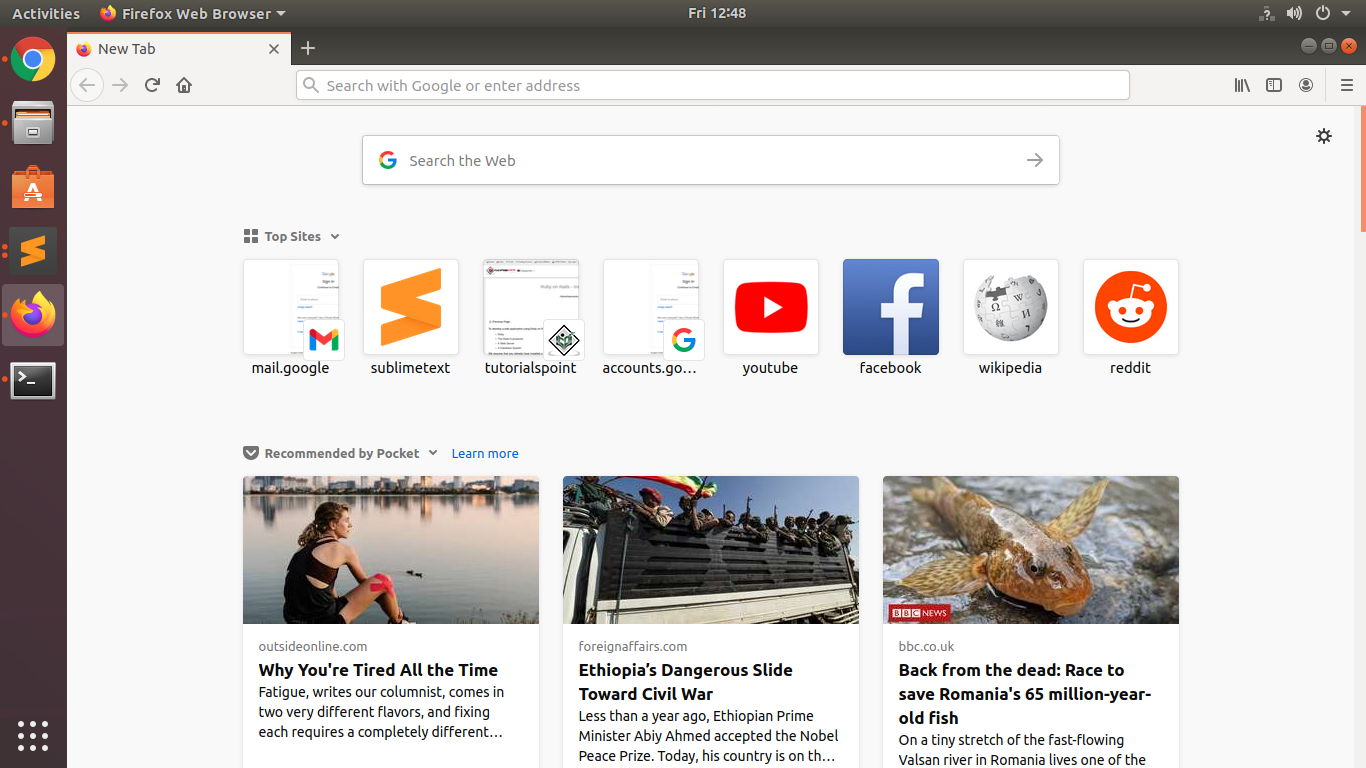 Activities
Firefox Web Browser
Fri 12:48
New Tab
Search with Google or enter address
Search the Web
Top Sites
mail.google
sublimetext
tutorialspoint
accounts.go…
youtube
facebook
wikipedia
reddit
Recommended by Pocket
Learn more
BBC NEWS
outsideonline.com
Why You're Tired All the Time
Fatigue, writes our columnist, comes in
two very different flavors, and fixing
each requires a completely different…
foreignaffairs.com
Ethiopia’s Dangerous Slide
Toward Civil War
Less than a year ago, Ethiopian Prime
Minister Abiy Ahmed accepted the Nobel
Peace Prize. Today, his country is on th…
bbc.co.uk
Back from the dead: Race to
save Romania's 65 million-year-
old fish
On a tiny stretch of the fast-flowing
Valsan river in Romania lives one of the